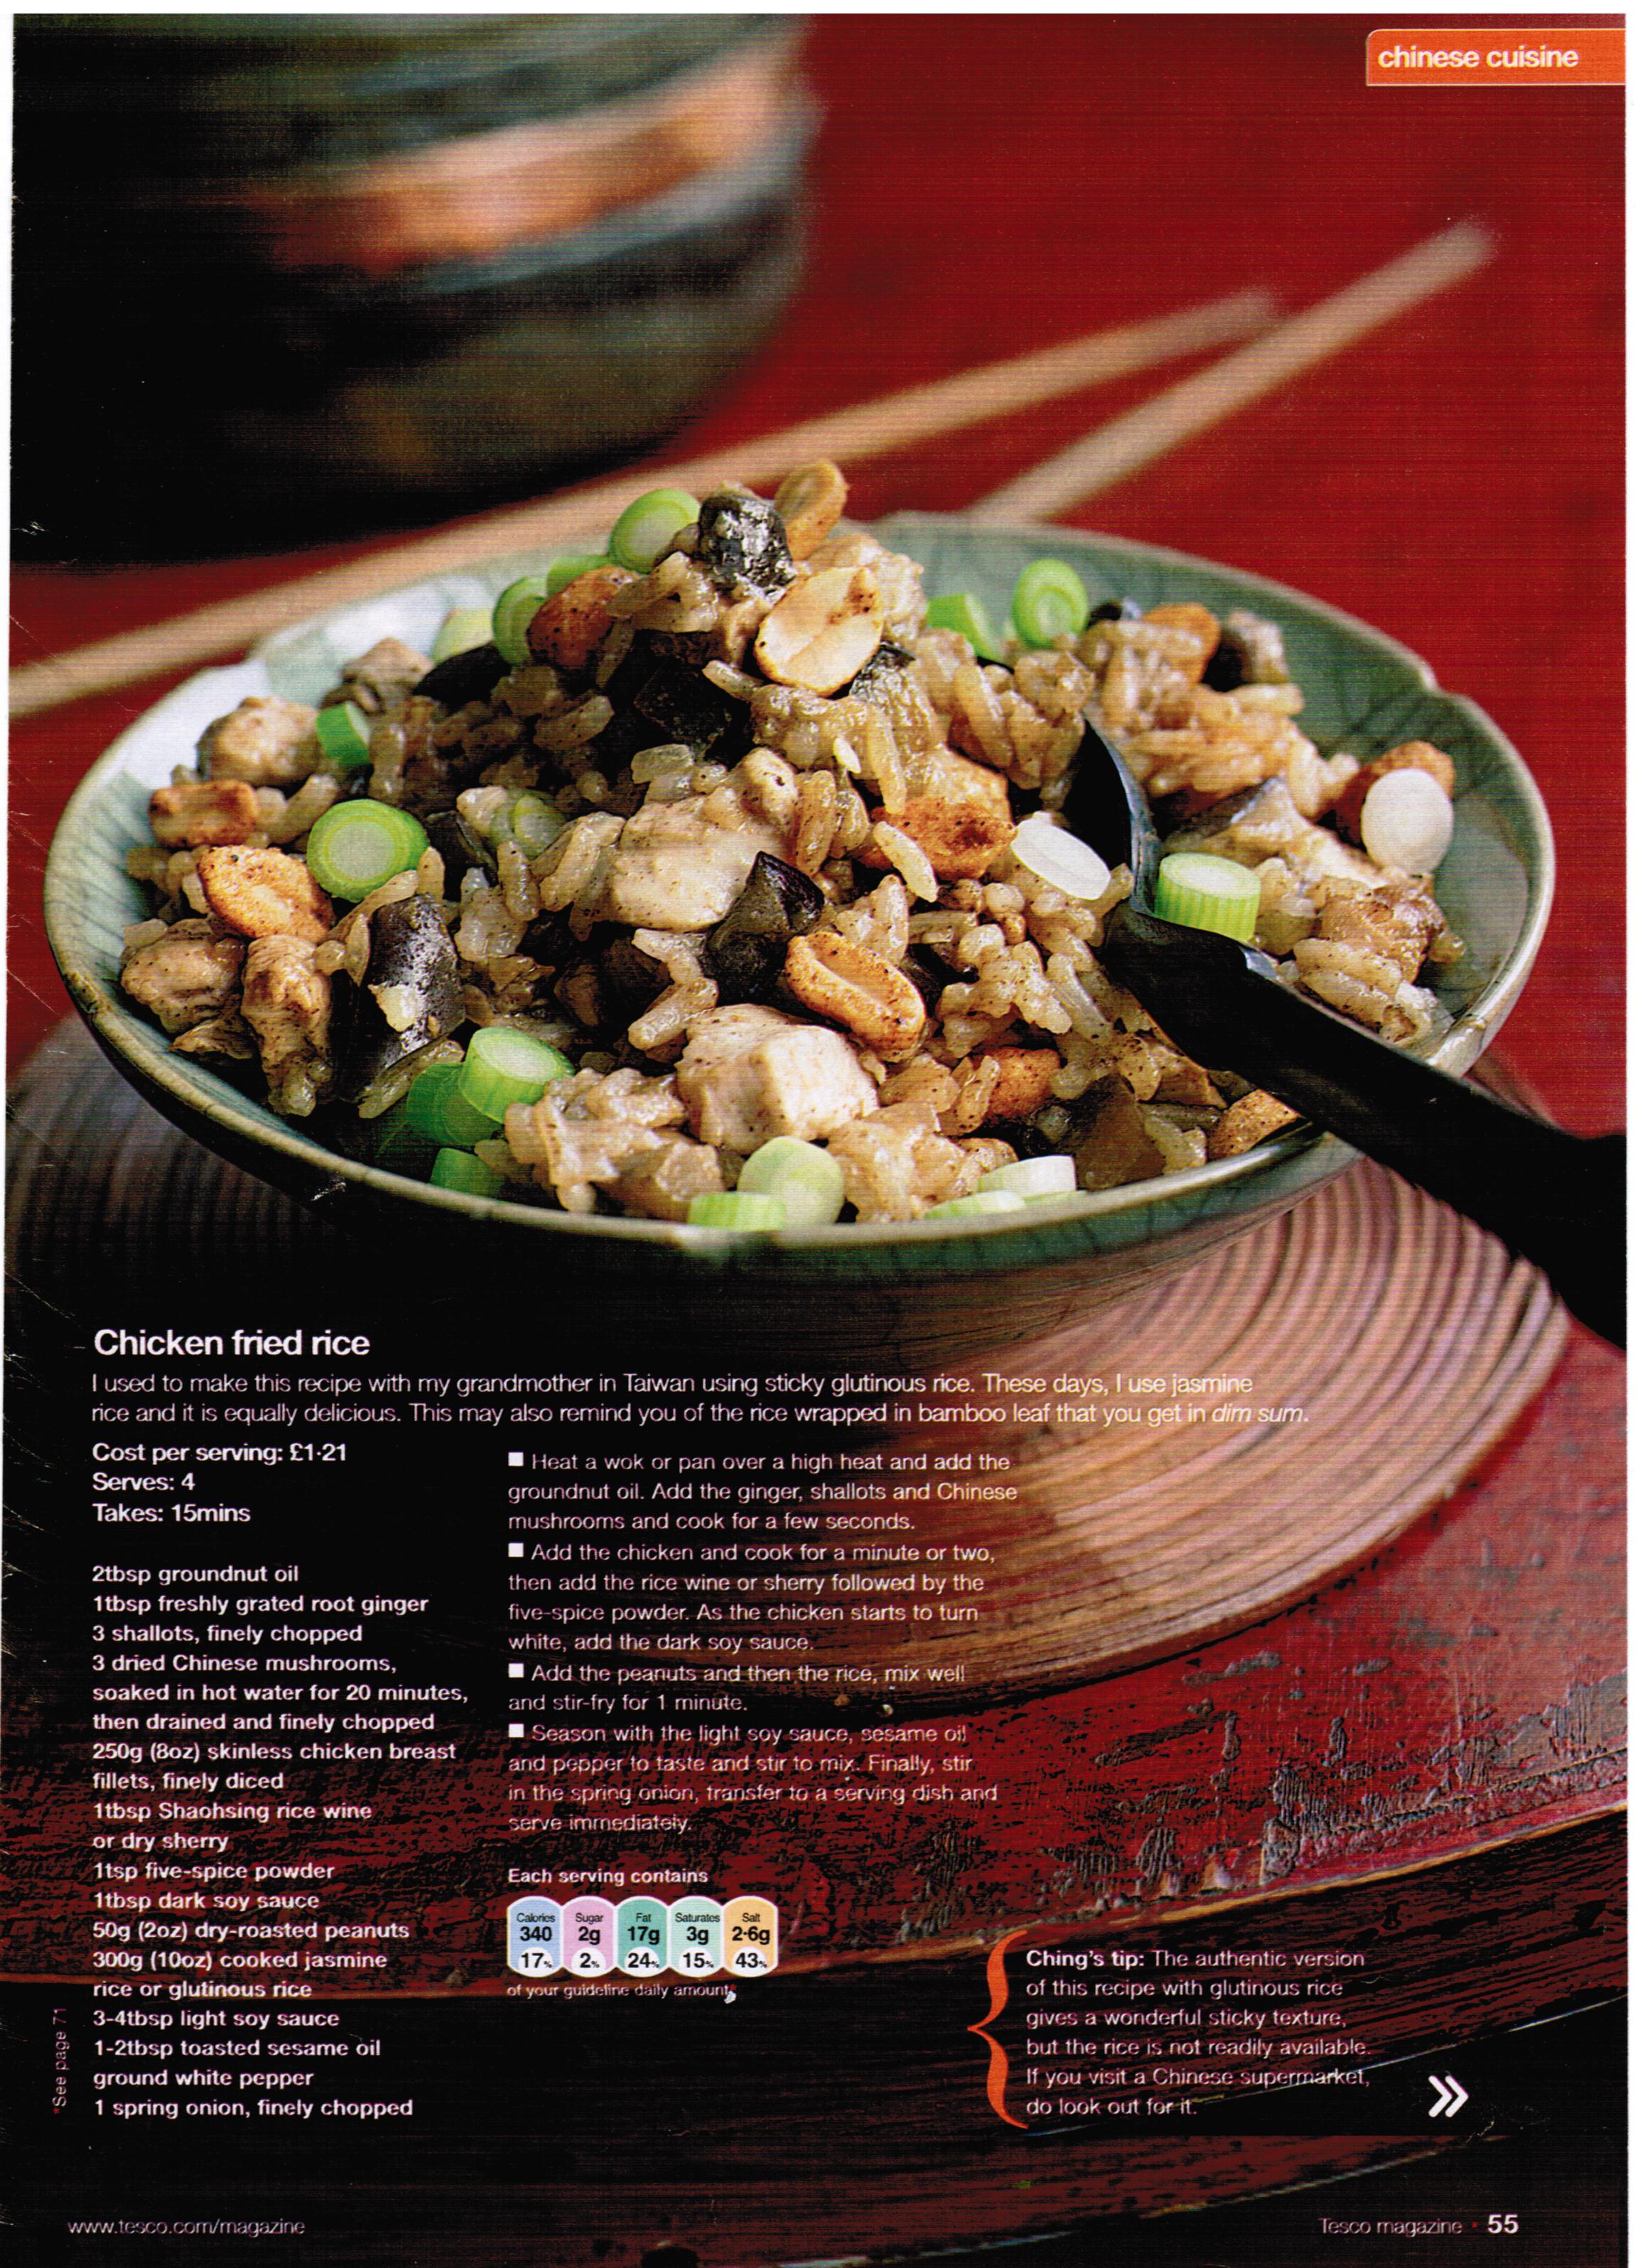 chinese cuisine
Chicken fried rice
I used to make this recipe with my grandmother in Taiwan using sticky glutinous rice. These days, I use jasmine
rice and it is equally delicious. This may also remind you of the rice wrapped in bamboo leaf that you get in dim sum.
Cost per serving: £1·21
Serves: 4
Takes: 15mins
2tbsp groundnut oil
1tbsp freshly grated root ginger
3 shallots, finely chopped
3 dried Chinese mushrooms,
soaked in hot water for 20 minutes,
then drained and finely chopped
250g (8oz) skinless chicken breast
fillets, finely diced
1tbsp Shaohsing rice wine
or dry sherry
1tsp five-spice powder
1tbsp dark soy sauce
50g (2oz) dry-roasted peanuts
300g (10oz) cooked jasmine
rice or glutinous rice
3-4tbsp light soy sauce
1-2tbsp toasted sesame oil
ground white pepper
1 spring onion, finely chopped
■ Heat a wok or pan over a high heat and add the
groundnut oil. Add the ginger, shallots and Chinese
mushrooms and cook for a few seconds.
■ Add the chicken and cook for a minute or two,
then add the rice wine or sherry followed by the
five-spice powder. As the chicken starts to turn
white, add the dark soy sauce.
■ Add the peanuts and then the rice, mix well
and stir-fry for 1 minute.
■ Season with the light soy sauce, sesame oil
and pepper to taste and stir to mix. Finally, stir
in the spring onion, transfer to a serving dish and
serve immediately.
Each serving contains
Calories Sugar Fat Saturates Salt
340 2g 17g 3g 2·6g
17% 2% 24% 15% 43%
of your guideline daily amount*
Ching's tip: The authentic version
of this recipe with glutinous rice
gives a wonderful sticky texture,
but the rice is not readily available.
If you visit a Chinese supermarket,
do look out for it.
*See page 71
www.tesco.com/magazine
Tesco magazine • 55